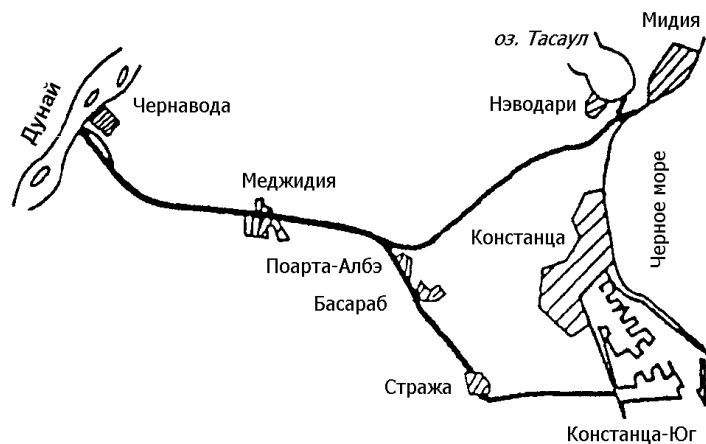 Мидия
оз. Тасаул
Нэводари
Дунай
Чернавода
Меджидия
Констанца
Черное море
Поарта-Албэ
Басараб
Стража
Констанца-Юг